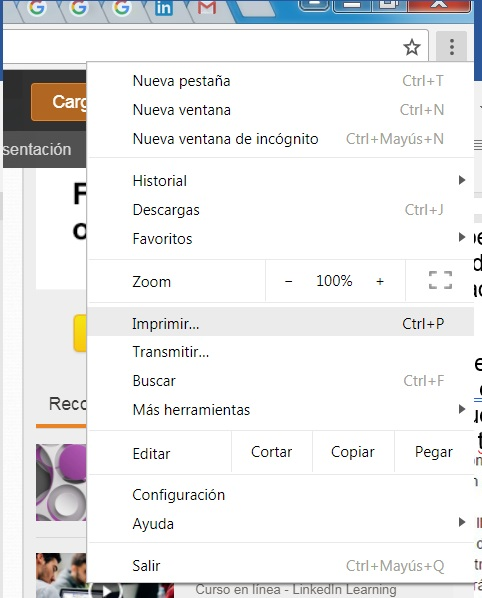 Carg
sentación
Nueva pestaña Ctrl+T
Nueva ventana Ctrl+N
Nueva ventana de incógnito Ctrl+Mayús+N
Historial
Descargas Ctrl+J
Favoritos
Zoom − 100% +
Imprimir... Ctrl+P
Transmitir...
Buscar Ctrl+F
Más herramientas
Editar Cortar Copiar Pegar
Configuración
Ayuda
Salir Ctrl+Mayús+Q
Reco
Curso en línea - LinkedIn Learning